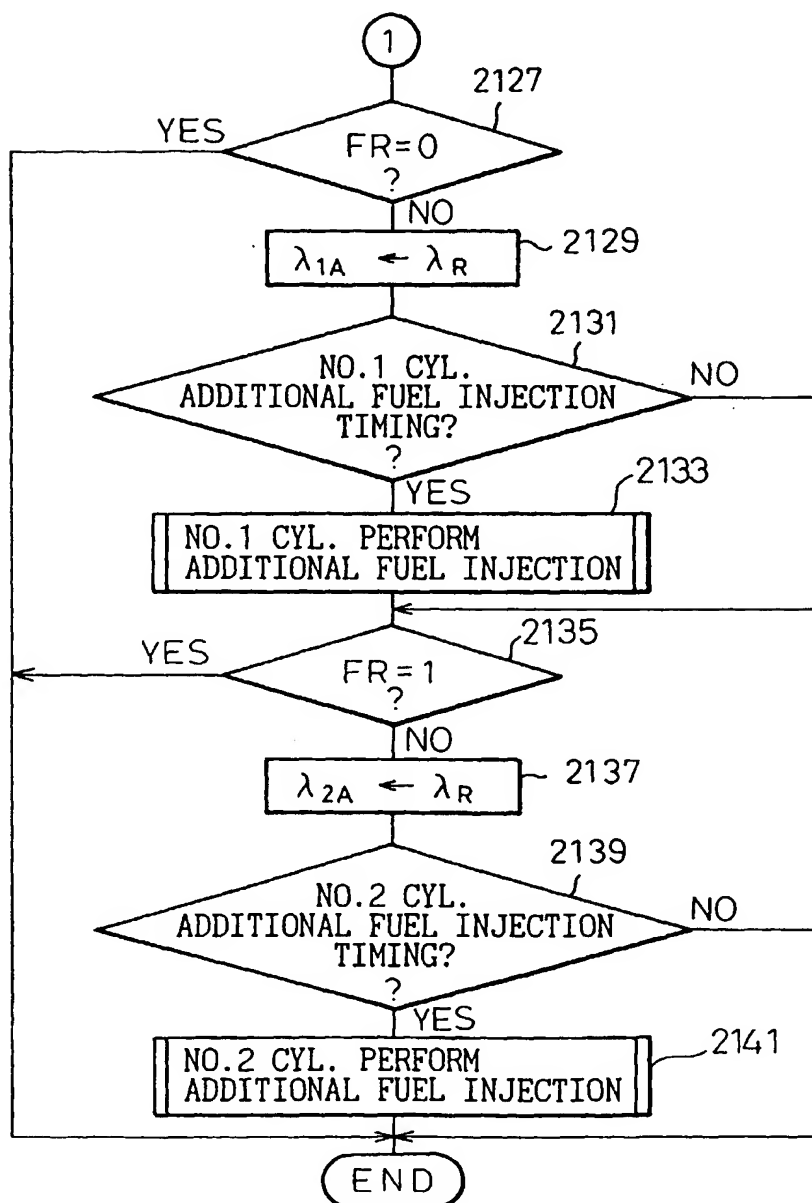 1
2127
YES
FR=0
?
NO
2129
λ1A ← λR
2131
NO.1 CYL.
NO
ADDITIONAL FUEL INJECTION
TIMING?
?
YES
2133
NO.1 CYL. PERFORM
ADDITIONAL FUEL INJECTION
2135
YES
FR=1
?
NO
2137
λ2A ← λR
2139
NO.2 CYL.
NO
ADDITIONAL FUEL INJECTION
TIMING?
?
YES
2141
NO.2 CYL. PERFORM
ADDITIONAL FUEL INJECTION
END